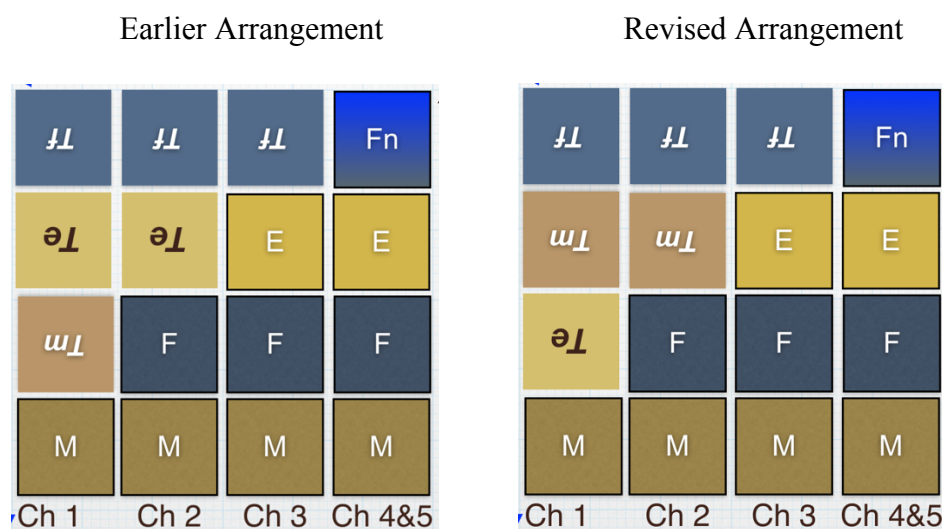 Earlier Arrangement Revised Arrangement
Tf Tf Tf Fn Tf Tf Tf Fn
Te Te E E Tm Tm E E
Tm F F F Te F F F
M M M M M M M M
Ch 1 Ch 2 Ch 3 Ch 4&5 Ch 1 Ch 2 Ch 3 Ch 4&5